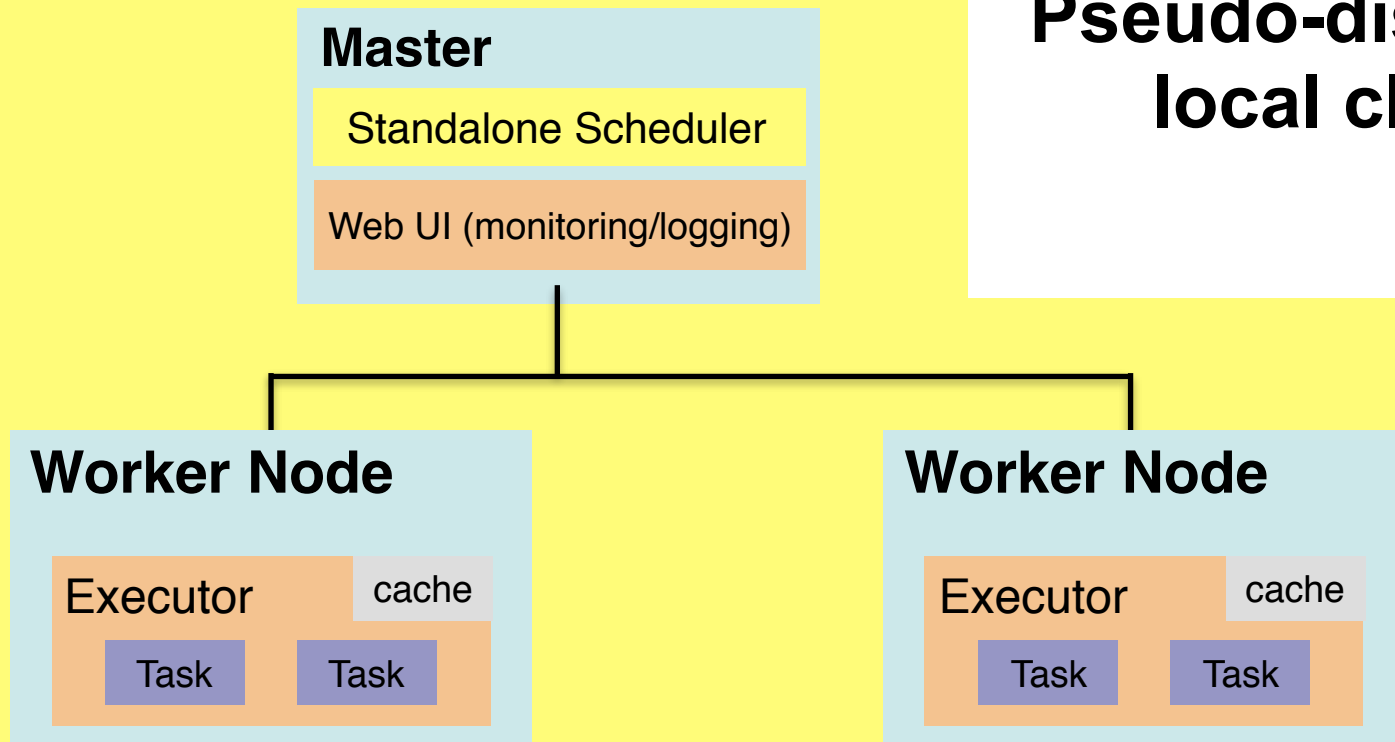 Master
Standalone Scheduler
Web UI (monitoring/logging)
local
Worker Node
Executor
cache
Task
Task
Worker Node
Executor
cache
Task
Task